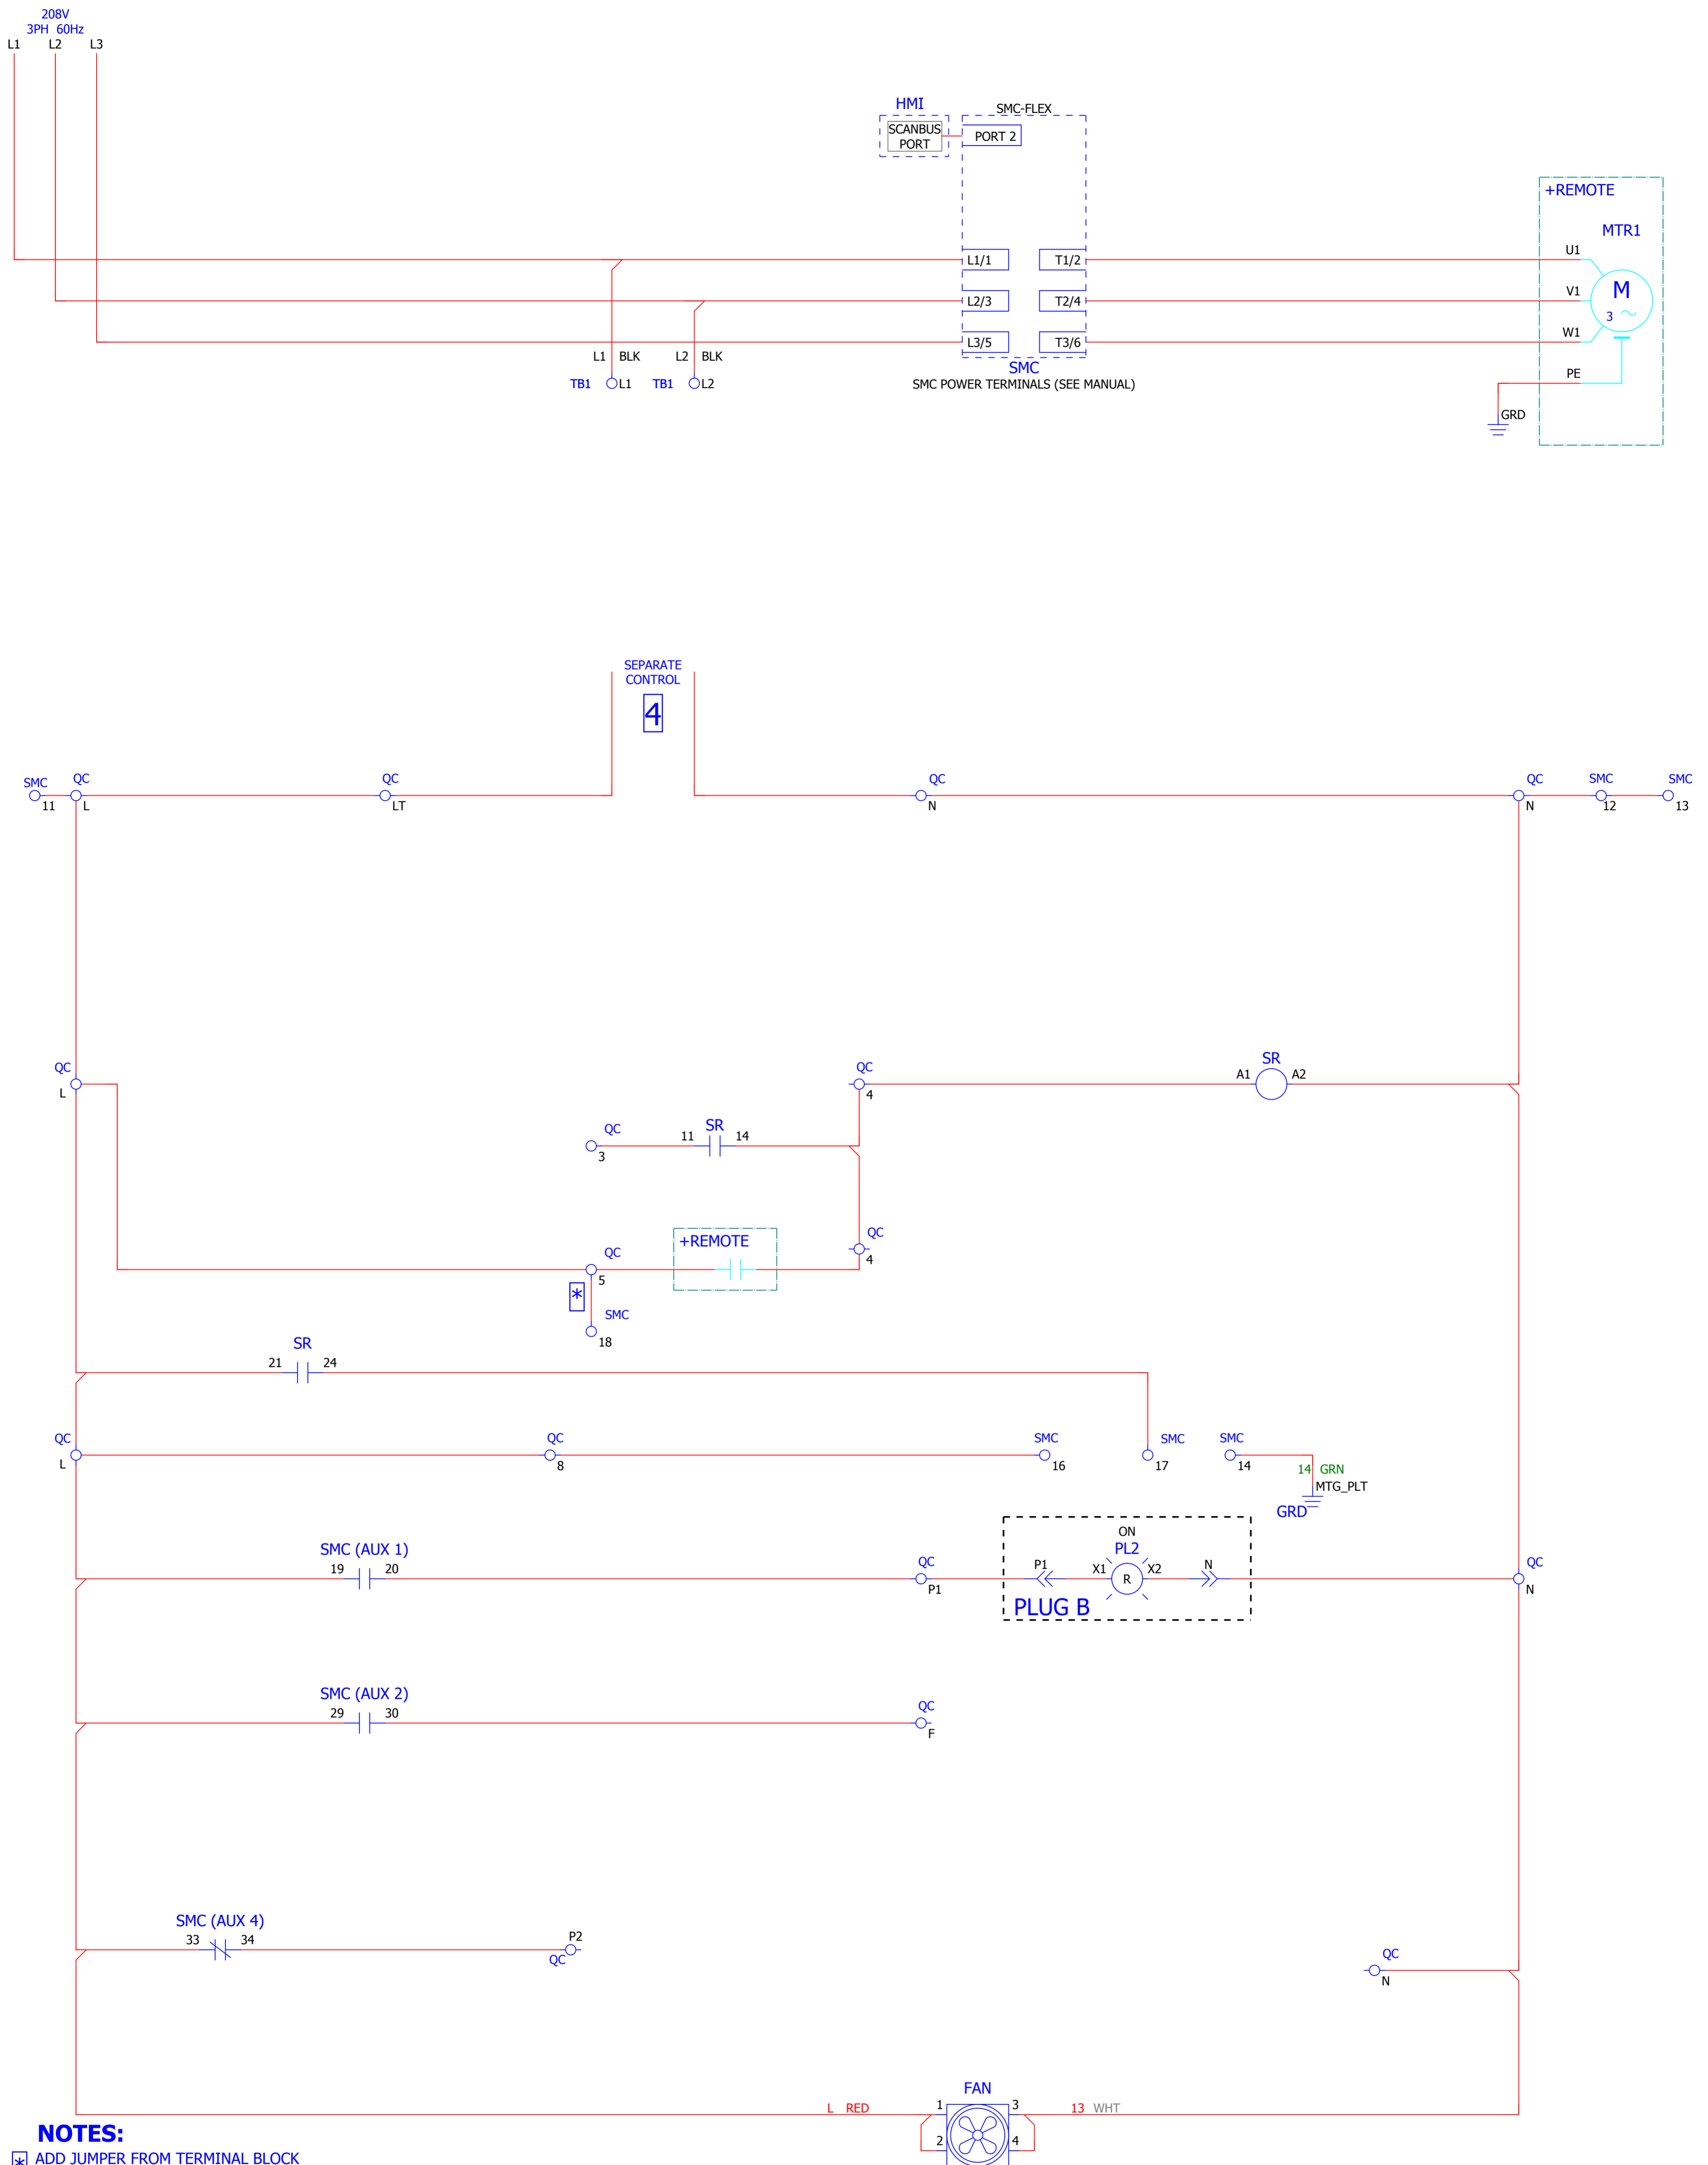 208V
3PH 60Hz
L1 L2 L3
HMI
SCANBUS
PORT
SMC-FLEX
PORT 2
+REMOTE
MTR1
L1/1 T1/2 U1
L2/3 T2/4 V1
M
3
L3/5 T3/6 W1
L1 BLK L2 BLK
SMC
SMC POWER TERMINALS (SEE MANUAL)
TB1 L1 TB1 L2
PE
GRD
SEPARATE
CONTROL
4
SMC QC QC QC QC SMC SMC
11 L LT N N 12 13
QC QC SR
L 4 A1 A2
QC SR
3 11 14
QC +REMOTE QC
5 4
*
SMC
18
SR
21 24
QC QC SMC SMC SMC
L 8 16 17 14
14 GRN
MTG_PLT
GRD
ON
PL2
SMC (AUX 1)
19 20 QC P1 X1 R X2 N QC
P1 N
PLUG B
SMC (AUX 2)
29 30 QC
F
SMC (AUX 4)
33 34 P2
QC
QC
N
FAN
L RED 1 3 13 WHT
2 4
NOTES:
* ADD JUMPER FROM TERMINAL BLOCK